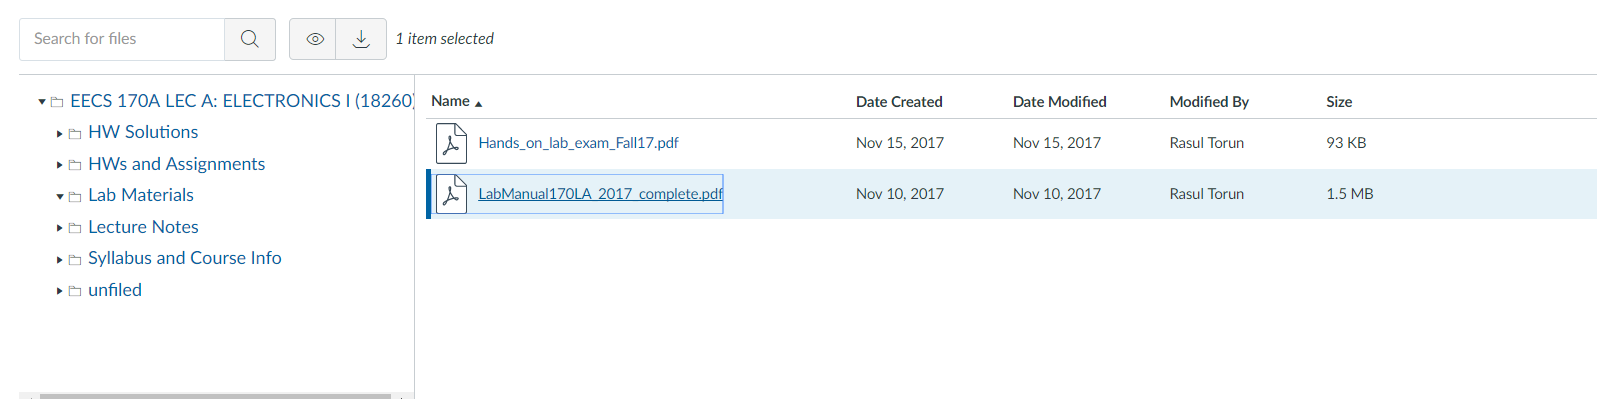 Search for files
1 item selected
EECS 170A LEC A: ELECTRONICS I (18260)
HW Solutions
HWs and Assignments
Lab Materials
Lecture Notes
Syllabus and Course Info
unfiled
Name Date Created Date Modified Modified By Size
Hands_on_lab_exam_Fall17.pdf Nov 15, 2017 Nov 15, 2017 Rasul Torun 93 KB
LabManual170LA_2017_complete.pdf Nov 10, 2017 Nov 10, 2017 Rasul Torun 1.5 MB